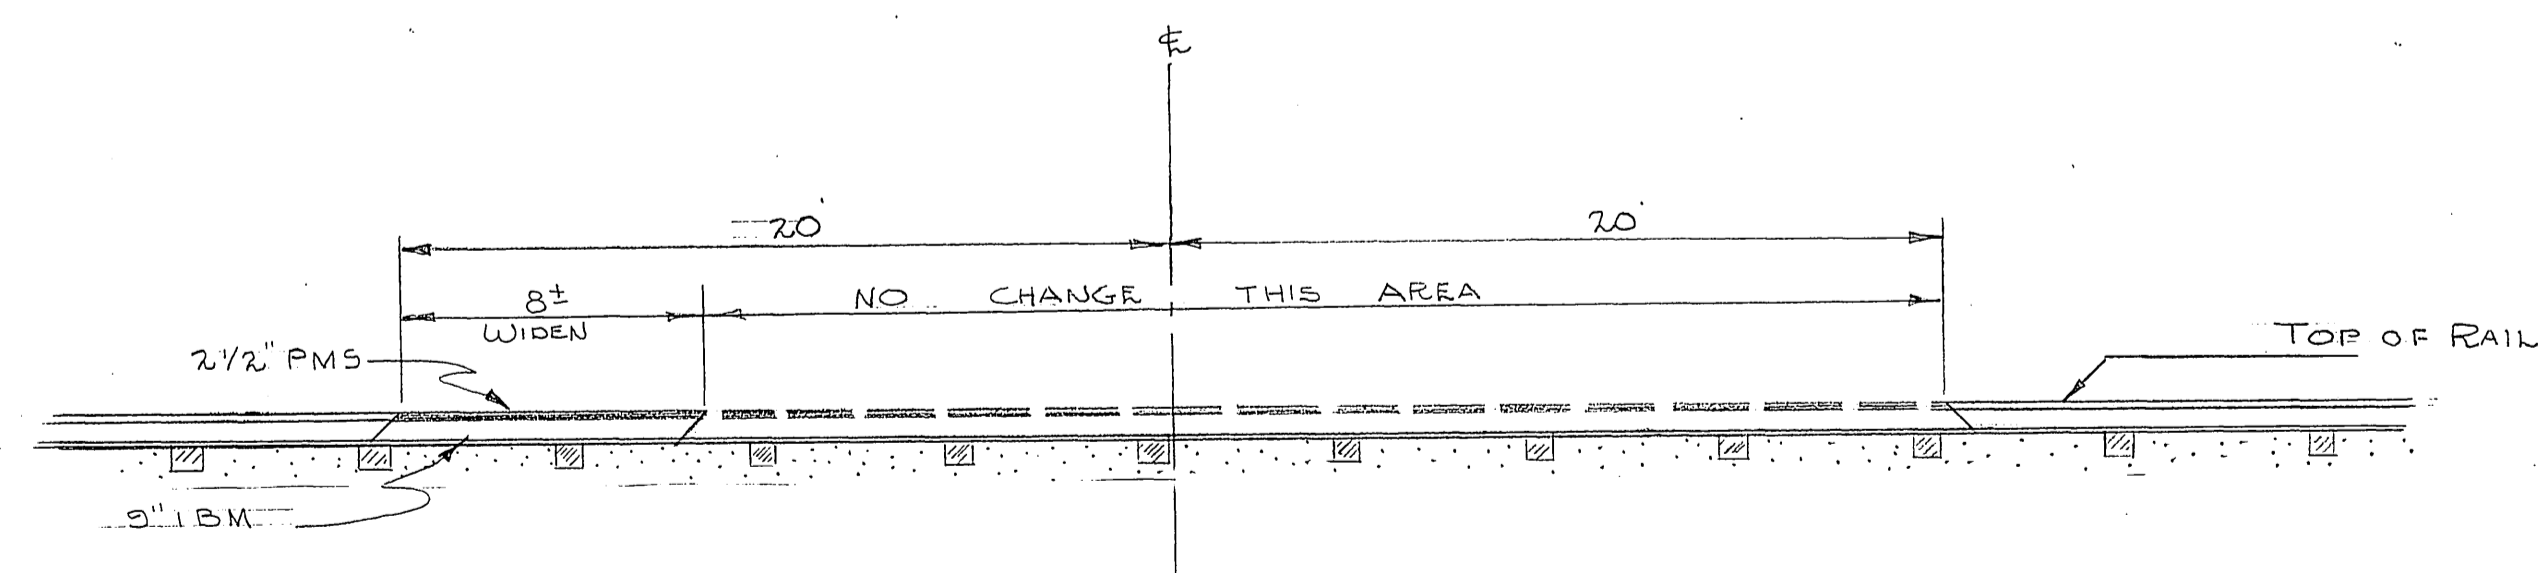 ℄
20'
20'
8±
WIDEN
NO CHANGE THIS AREA
2 1/2" PMS
TOP OF RAIL
9" IBM